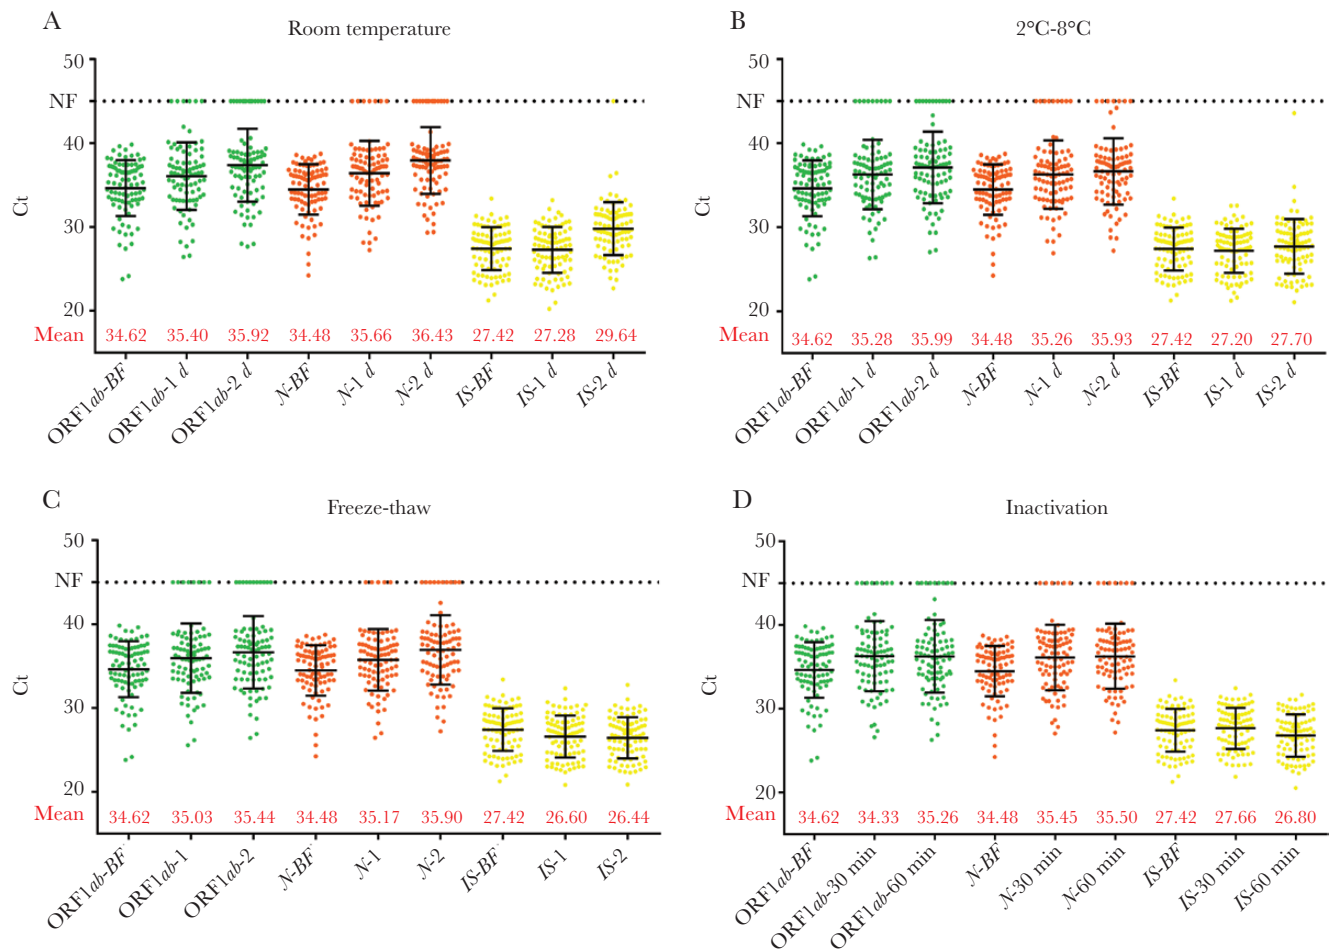 A
Room temperature
50
NF
40
30
20
Ct
Mean 34.62 35.40 35.92 34.48 35.66 36.43 27.42 27.28 29.64
ORF1ab-BF ORF1ab-1 d ORF1ab-2 d N-BF N-1 d N-2 d IS-BF IS-1 d IS-2 d
B
2°C-8°C
50
NF
40
30
20
Ct
Mean 34.62 35.28 35.99 34.48 35.26 35.93 27.42 27.20 27.70
ORF1ab-BF ORF1ab-1 d ORF1ab-2 d N-BF N-1 d N-2 d IS-BF IS-1 d IS-2 d
C
Freeze-thaw
50
NF
40
30
20
Ct
Mean 34.62 35.03 35.44 34.48 35.17 35.90 27.42 26.60 26.44
ORF1ab-BF ORF1ab-1 ORF1ab-2 N-BF N-1 N-2 IS-BF IS-1 IS-2
D
Inactivation
50
NF
40
30
20
Ct
Mean 34.62 34.33 35.26 34.48 35.45 35.50 27.42 27.66 26.80
ORF1ab-BF ORF1ab-30 min ORF1ab-60 min N-BF N-30 min N-60 min IS-BF IS-30 min IS-60 min